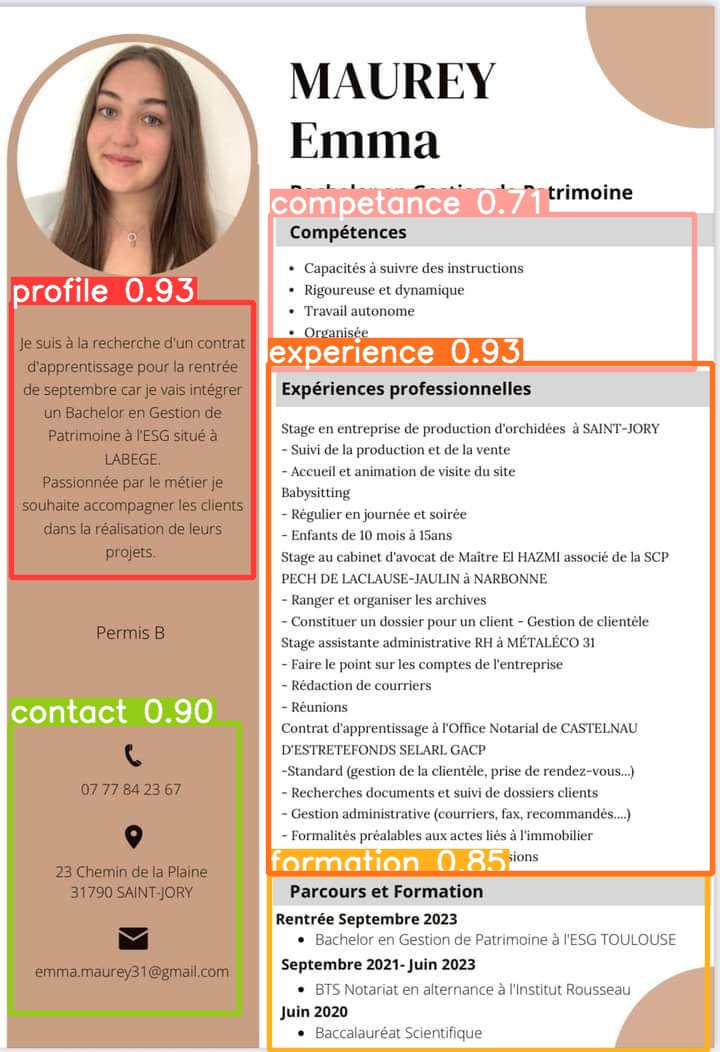 MAUREY
Emma
Bachelor en Gestion de Patrimoine
competance 0.71
Compétences
• Capacités à suivre des instructions
• Rigoureuse et dynamique
• Travail autonome
• Organisée
profile 0.93
Je suis à la recherche d'un contrat
d'apprentissage pour la rentrée
de septembre car je vais intégrer
un Bachelor en Gestion de
Patrimoine à l'ESG situé à
LABEGE.
Passionnée par le métier je
souhaite accompagner les clients
dans la réalisation de leurs
projets.
Permis B
contact 0.90
07 77 84 23 67
23 Chemin de la Plaine
31790 SAINT-JORY
emma.maurey31@gmail.com
experience 0.93
Expériences professionnelles
Stage en entreprise de production d'orchidées à SAINT-JORY
- Suivi de la production et de la vente
- Accueil et animation de visite du site
Babysitting
- Régulier en journée et soirée
- Enfants de 10 mois à 15ans
Stage au cabinet d'avocat de Maître El HAZMI associé de la SCP
PECH DE LACLAUSE-JAULIN à NARBONNE
- Ranger et organiser les archives
- Constituer un dossier pour un client - Gestion de clientèle
Stage assistante administrative RH à MÉTALÉCO 31
- Faire le point sur les comptes de l'entreprise
- Rédaction de courriers
- Réunions
Contrat d'apprentissage à l'Office Notarial de CASTELNAU
D'ESTRETEFONDS SELARL GACP
-Standard (gestion de la clientèle, prise de rendez-vous...)
- Recherches documents et suivi de dossiers clients
- Gestion administrative (courriers, fax, recommandés....)
- Formalités préalables aux actes liés à l'immobilier
formation 0.85
Parcours et Formation
Rentrée Septembre 2023
• Bachelor en Gestion de Patrimoine à l'ESG TOULOUSE
Septembre 2021- Juin 2023
• BTS Notariat en alternance à l'Institut Rousseau
Juin 2020
• Baccalauréat Scientifique